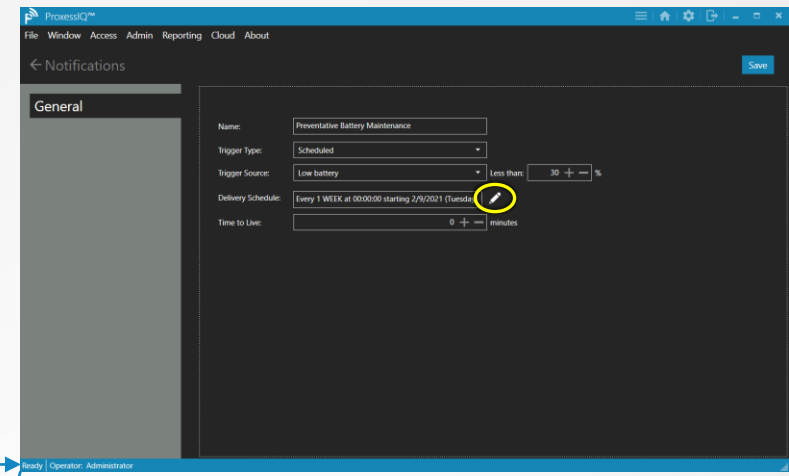 ProxessIQ™
File Window Access Admin Reporting Cloud About
Notifications
Save
General
Name: Preventative Battery Maintenance
Trigger Type: Scheduled
Trigger Source: Low battery Less than: 30 %
Delivery Schedule: Every 1 WEEK at 00:00:00 starting 2/9/2021 (Tuesday
Time to Live: 0 minutes
Ready Operator: Administrator